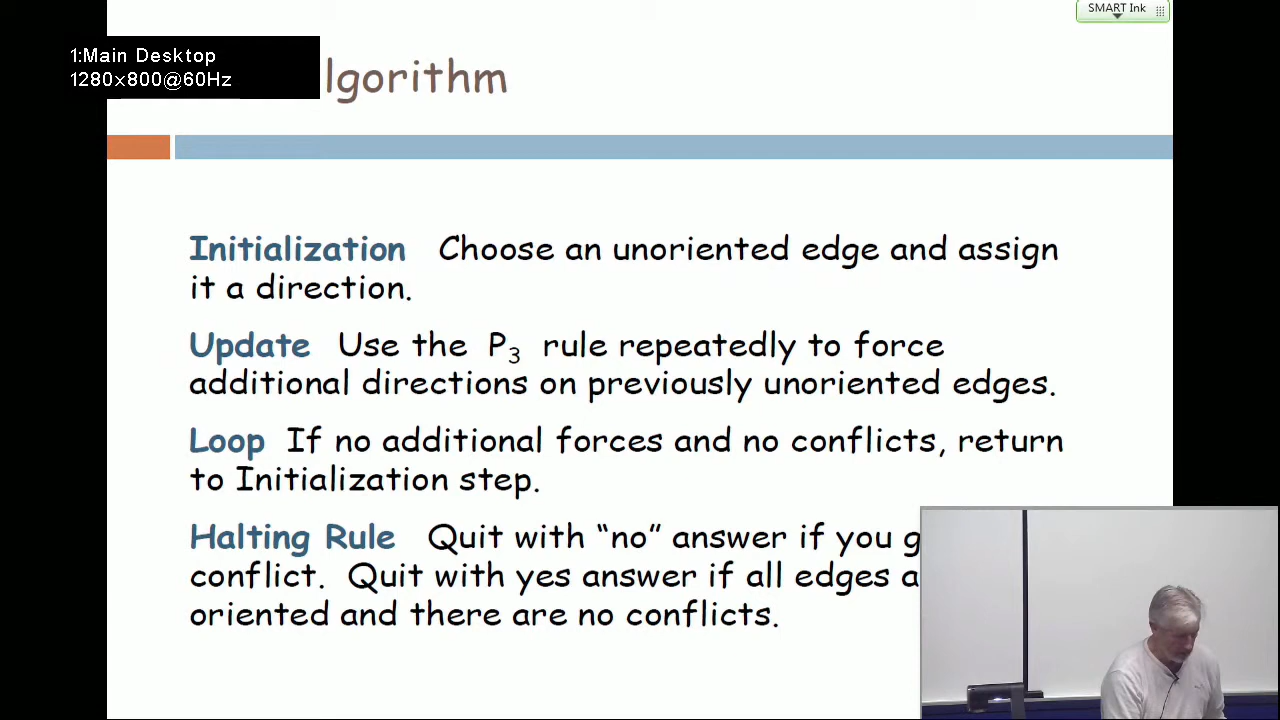 SMART Ink
1:Main Desktop
1280x800@60Hz
lgorithm
Initialization Choose an unoriented edge and assign
it a direction.
Update Use the P₃ rule repeatedly to force
additional directions on previously unoriented edges.
Loop If no additional forces and no conflicts, return
to Initialization step.
Halting Rule Quit with “no” answer if you
conflict. Quit with yes answer if all edges
oriented and there are no conflicts.